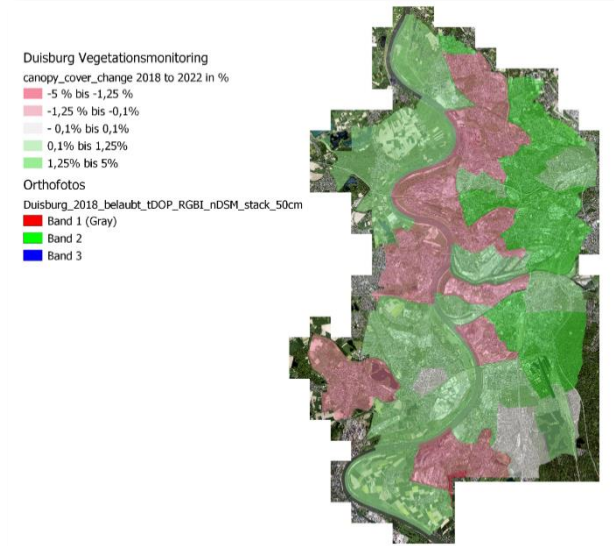 Duisburg Vegetationsmonitoring
canopy_cover_change 2018 to 2022 in %
-5 % bis -1,25 %
-1,25 % bis -0,1%
- 0,1% bis 0,1%
0,1% bis 1,25%
1,25% bis 5%
Orthofotos
Duisburg_2018_belaubt_tDOP_RGBI_nDSM_stack_50cm
Band 1 (Gray)
Band 2
Band 3